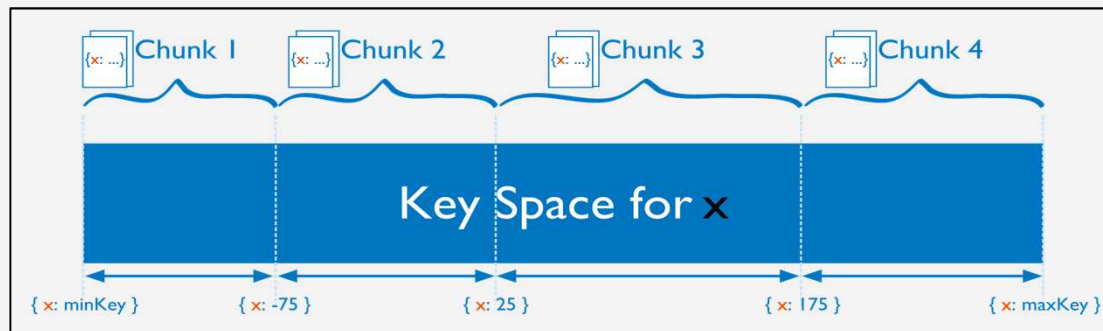 Chunk 1 Chunk 2 Chunk 3 Chunk 4
{x: ...} {x: ...} {x: ...} {x: ...}
Key Space for x
{ x: minKey } { x: -75 } { x: 25 } { x: 175 } { x: maxKey }